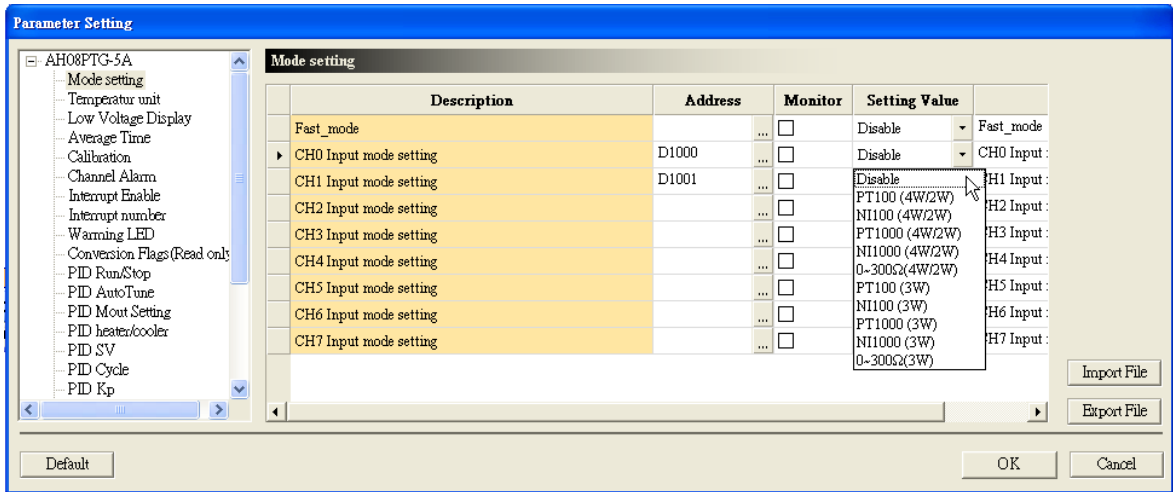 Parameter Setting
AH08PTG-5A
Mode setting
Temperatur unit
Low Voltage Display
Average Time
Calibration
Channel Alarm
Interrupt Enable
Interrupt number
Warming LED
Conversion Flags(Read only
PID Run/Stop
PID AutoTune
PID Mout Setting
PID heater/cooler
PID SV
PID Cycle
PID Kp
Mode setting
Description Address Monitor Setting Value
Fast_mode ... Disable Fast_mode
CH0 Input mode setting D1000 ... Disable CH0 Input :
CH1 Input mode setting D1001 ... H1 Input :
CH2 Input mode setting ... H2 Input :
CH3 Input mode setting ... H3 Input :
CH4 Input mode setting ... H4 Input :
CH5 Input mode setting ... H5 Input :
CH6 Input mode setting ... H6 Input :
CH7 Input mode setting ... H7 Input :
Disable
PT100 (4W/2W)
NI100 (4W/2W)
PT1000 (4W/2W)
NI1000 (4W/2W)
0~300Ω(4W/2W)
PT100 (3W)
NI100 (3W)
PT1000 (3W)
NI1000 (3W)
0~300Ω(3W)
Import File
Export File
Default OK Cancel